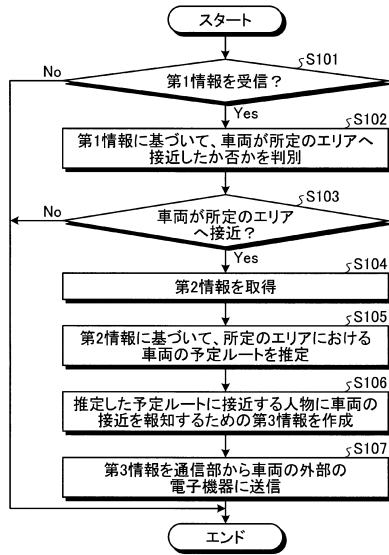 スタート
S101
No
第1情報を受信？
Yes
S102
第1情報に基づいて、車両が所定のエリアへ
接近したか否かを判別
S103
No
車両が所定のエリア
へ接近？
Yes
S104
第2情報を取得
S105
第2情報に基づいて、所定のエリアにおける
車両の予定ルートを推定
S106
推定した予定ルートに接近する人物に車両の
接近を報知するための第3情報を作成
S107
第3情報を通信部から車両の外部の
電子機器に送信
エンド